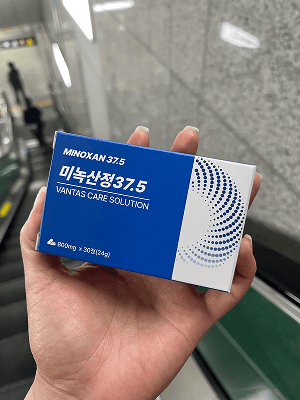 MINOXAN 37.5
미녹산정37.5
VANTAS CARE SOLUTION
800mg x 30정(24g)